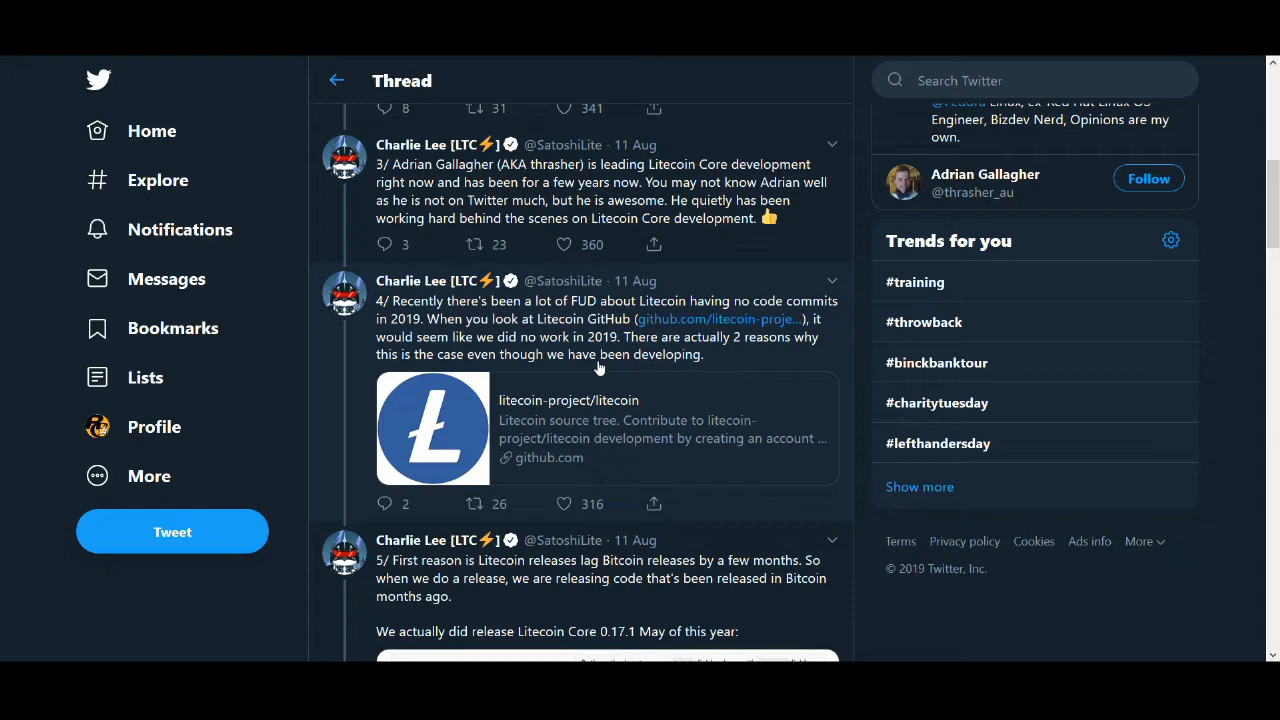 Home
Explore
Notifications
Messages
Bookmarks
Lists
Profile
More
Tweet
Thread
8 31 341
Charlie Lee [LTC⚡] @SatoshiLite · 11 Aug
3/ Adrian Gallagher (AKA thrasher) is leading Litecoin Core development
right now and has been for a few years now. You may not know Adrian well
as he is not on Twitter much, but he is awesome. He quietly has been
working hard behind the scenes on Litecoin Core development. 👍
3 23 360
Charlie Lee [LTC⚡] @SatoshiLite · 11 Aug
4/ Recently there's been a lot of FUD about Litecoin having no code commits
in 2019. When you look at Litecoin GitHub (github.com/litecoin-proje...), it
would seem like we did no work in 2019. There are actually 2 reasons why
this is the case even though we have been developing.
litecoin-project/litecoin
Litecoin source tree. Contribute to litecoin-
project/litecoin development by creating an account ...
github.com
2 26 316
Charlie Lee [LTC⚡] @SatoshiLite · 11 Aug
5/ First reason is Litecoin releases lag Bitcoin releases by a few months. So
when we do a release, we are releasing code that's been released in Bitcoin
months ago.
We actually did release Litecoin Core 0.17.1 May of this year:
Search Twitter
@Fedora Linux, ex-Red Hat Linux OS
Engineer, Bizdev Nerd, Opinions are my
own.
Adrian Gallagher
@thrasher_au
Follow
Trends for you
#training
#throwback
#binckbanktour
#charitytuesday
#lefthandersday
Show more
Terms Privacy policy Cookies Ads info More
© 2019 Twitter, Inc.